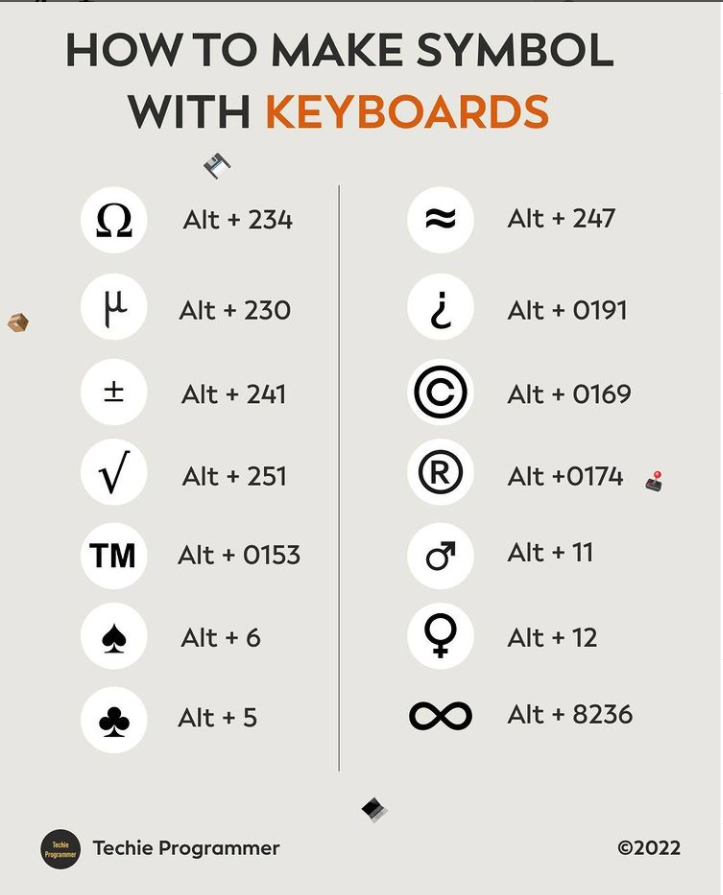 HOW TO MAKE SYMBOL
WITH KEYBOARDS
Ω Alt + 234
µ Alt + 230
± Alt + 241
√ Alt + 251
TM Alt + 0153
♠ Alt + 6
♣ Alt + 5
≈ Alt + 247
¿ Alt + 0191
© Alt + 0169
® Alt +0174
♂ Alt + 11
♀ Alt + 12
∞ Alt + 8236
Techie
Programmer
Techie Programmer
©2022